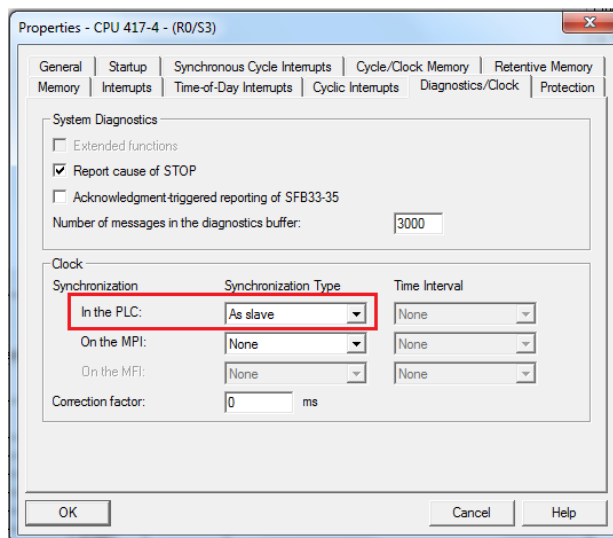 Properties - CPU 417-4 - (R0/S3)
General Startup Synchronous Cycle Interrupts Cycle/Clock Memory Retentive Memory
Memory Interrupts Time-of-Day Interrupts Cyclic Interrupts Diagnostics/Clock Protection
System Diagnostics
Extended functions
Report cause of STOP
Acknowledgment-triggered reporting of SFB33-35
Number of messages in the diagnostics buffer: 3000
Clock
Synchronization Synchronization Type Time Interval
In the PLC: As slave None
On the MPI: None None
On the MFI: None None
Correction factor: 0 ms
OK Cancel Help